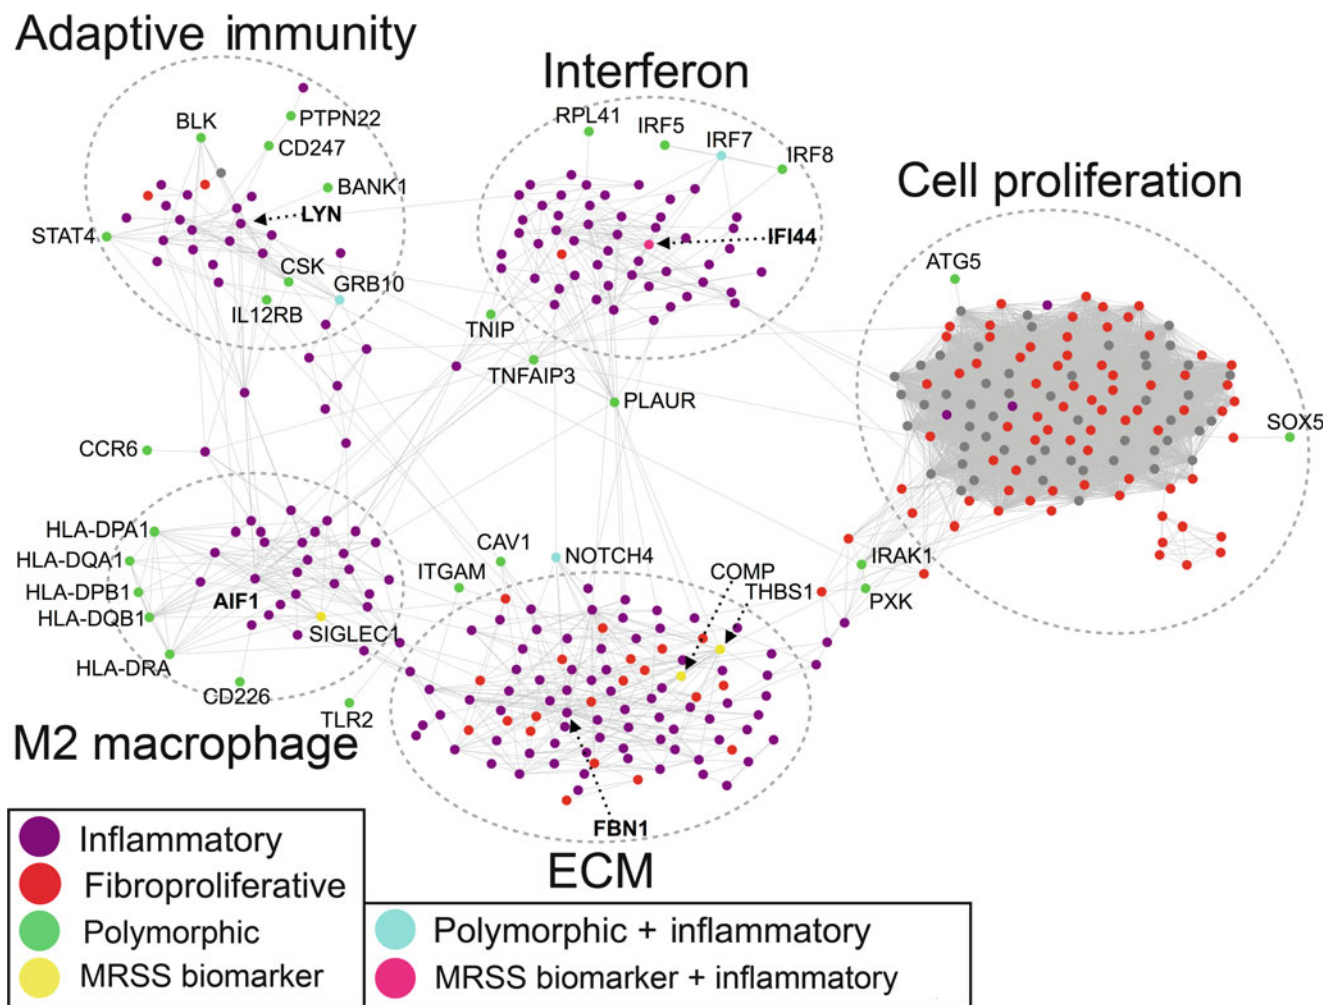 Adaptive immunity
Interferon
Cell proliferation
BLK
PTPN22
CD247
BANK1
LYN
STAT4
CSK
GRB10
IL12RB
RPL41
IRF5
IRF7
IRF8
IFI44
TNIP
TNFAIP3
PLAUR
ATG5
SOX5
CCR6
HLA-DPA1
HLA-DQA1
HLA-DPB1
HLA-DQB1
HLA-DRA
AIF1
SIGLEC1
CD226
TLR2
ITGAM
CAV1
NOTCH4
COMP
THBS1
IRAK1
PXK
FBN1
M2 macrophage
ECM
Inflammatory
Fibroproliferative
Polymorphic
MRSS biomarker
Polymorphic + inflammatory
MRSS biomarker + inflammatory